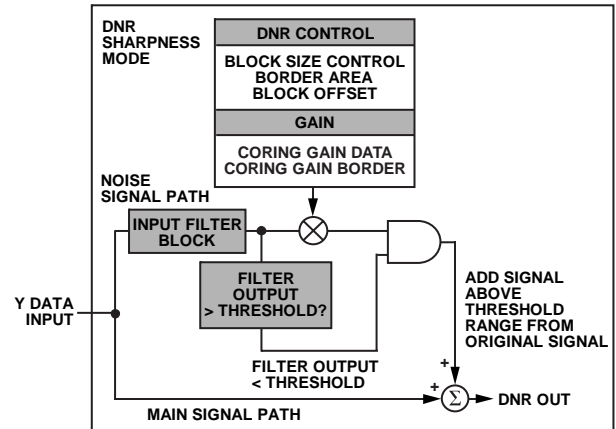 DNR
SHARPNESS
MODE
DNR CONTROL
BLOCK SIZE CONTROL
BORDER AREA
BLOCK OFFSET
GAIN
CORING GAIN DATA
CORING GAIN BORDER
NOISE
SIGNAL PATH
INPUT FILTER
BLOCK
FILTER
OUTPUT
> THRESHOLD?
Y DATA
INPUT
ADD SIGNAL
ABOVE
THRESHOLD
RANGE FROM
ORIGINAL SIGNAL
FILTER OUTPUT
< THRESHOLD
+
+
Σ
DNR OUT
MAIN SIGNAL PATH